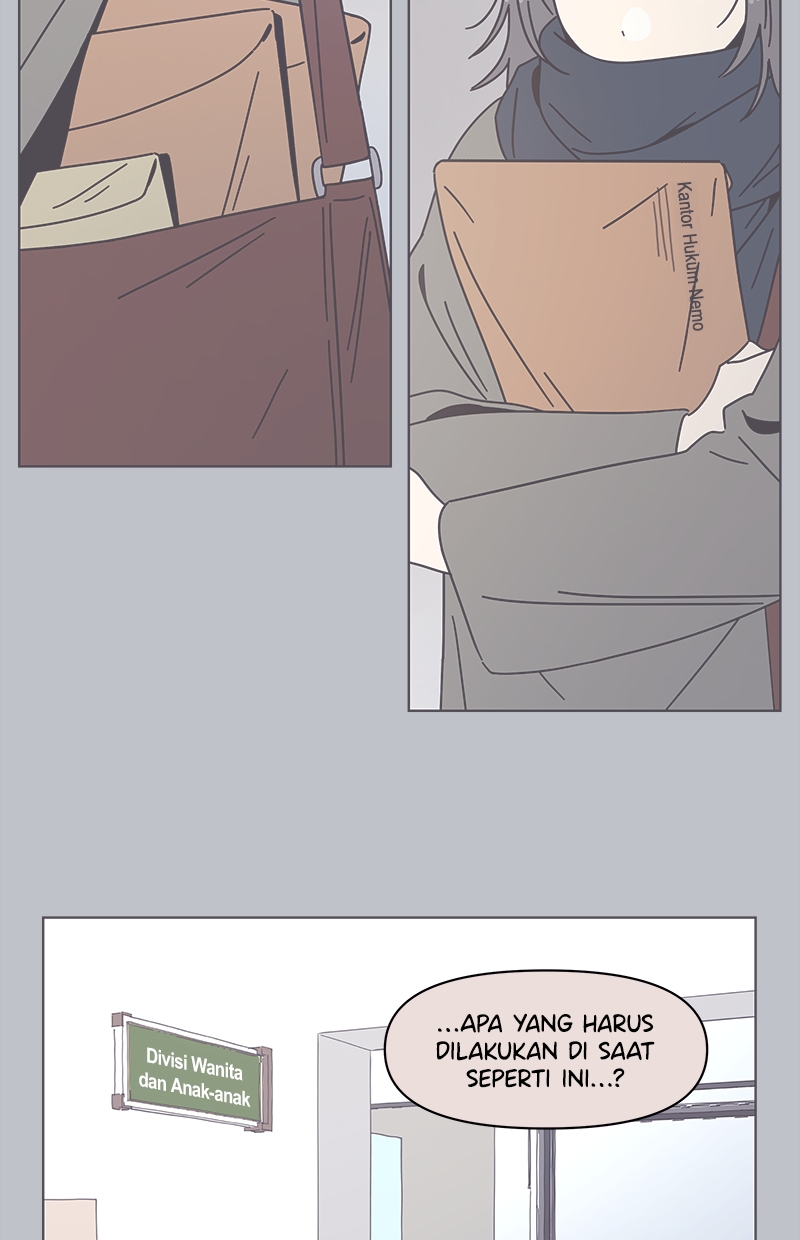 Kantor Hukum Nemo
...APA YANG HARUS
DILAKUKAN DI SAAT
SEPERTI INI...?
Divisi Wanita
dan Anak-anak